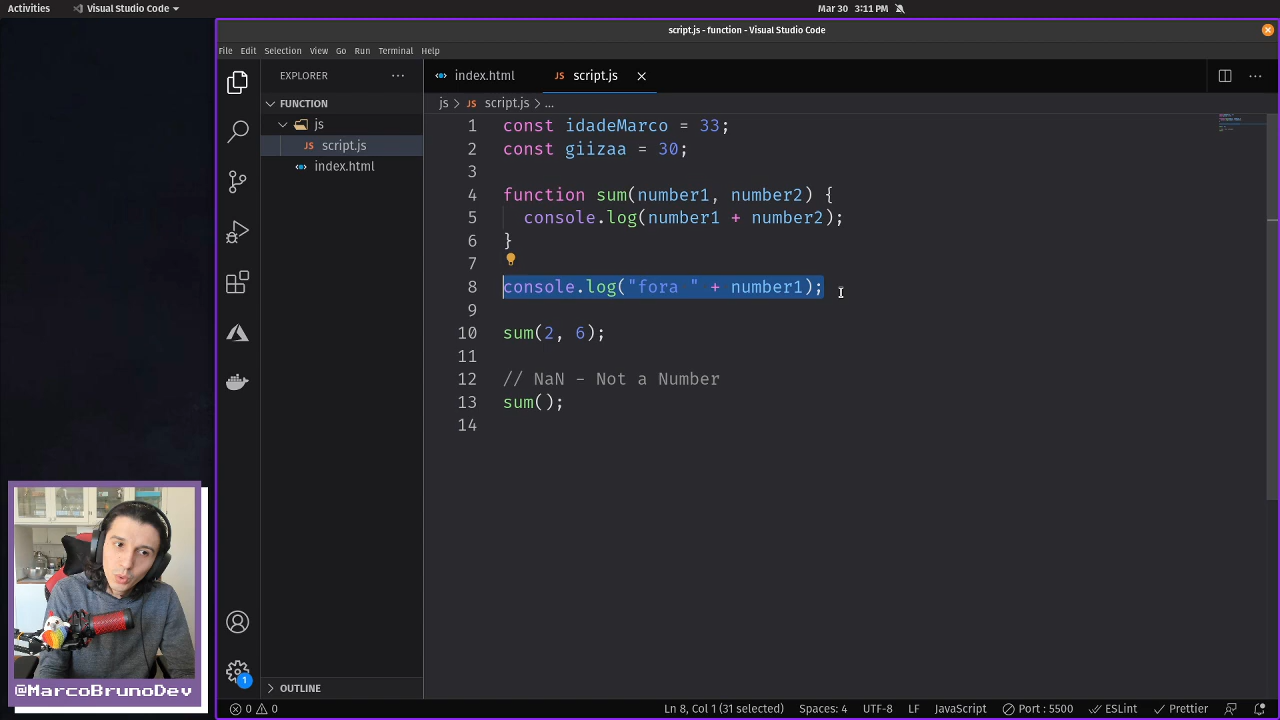 Activities
Visual Studio Code
Mar 30 3:11 PM
script.js - function - Visual Studio Code
File Edit Selection View Go Run Terminal Help
EXPLORER
index.html
script.js
FUNCTION
js
script.js
index.html
js > JS script.js > ...
1 const idadeMarco = 33;
2 const giizaa = 30;
3
4 function sum(number1, number2) {
5 console.log(number1 + number2);
6 }
7
8 console.log("fora " + number1);
9
10 sum(2, 6);
11
12 // NaN - Not a Number
13 sum();
14
1
OUTLINE
@MarcoBrunoDev
0 0
Ln 8, Col 1 (31 selected) Spaces: 4 UTF-8 LF JavaScript Port : 5500 ESLint Prettier